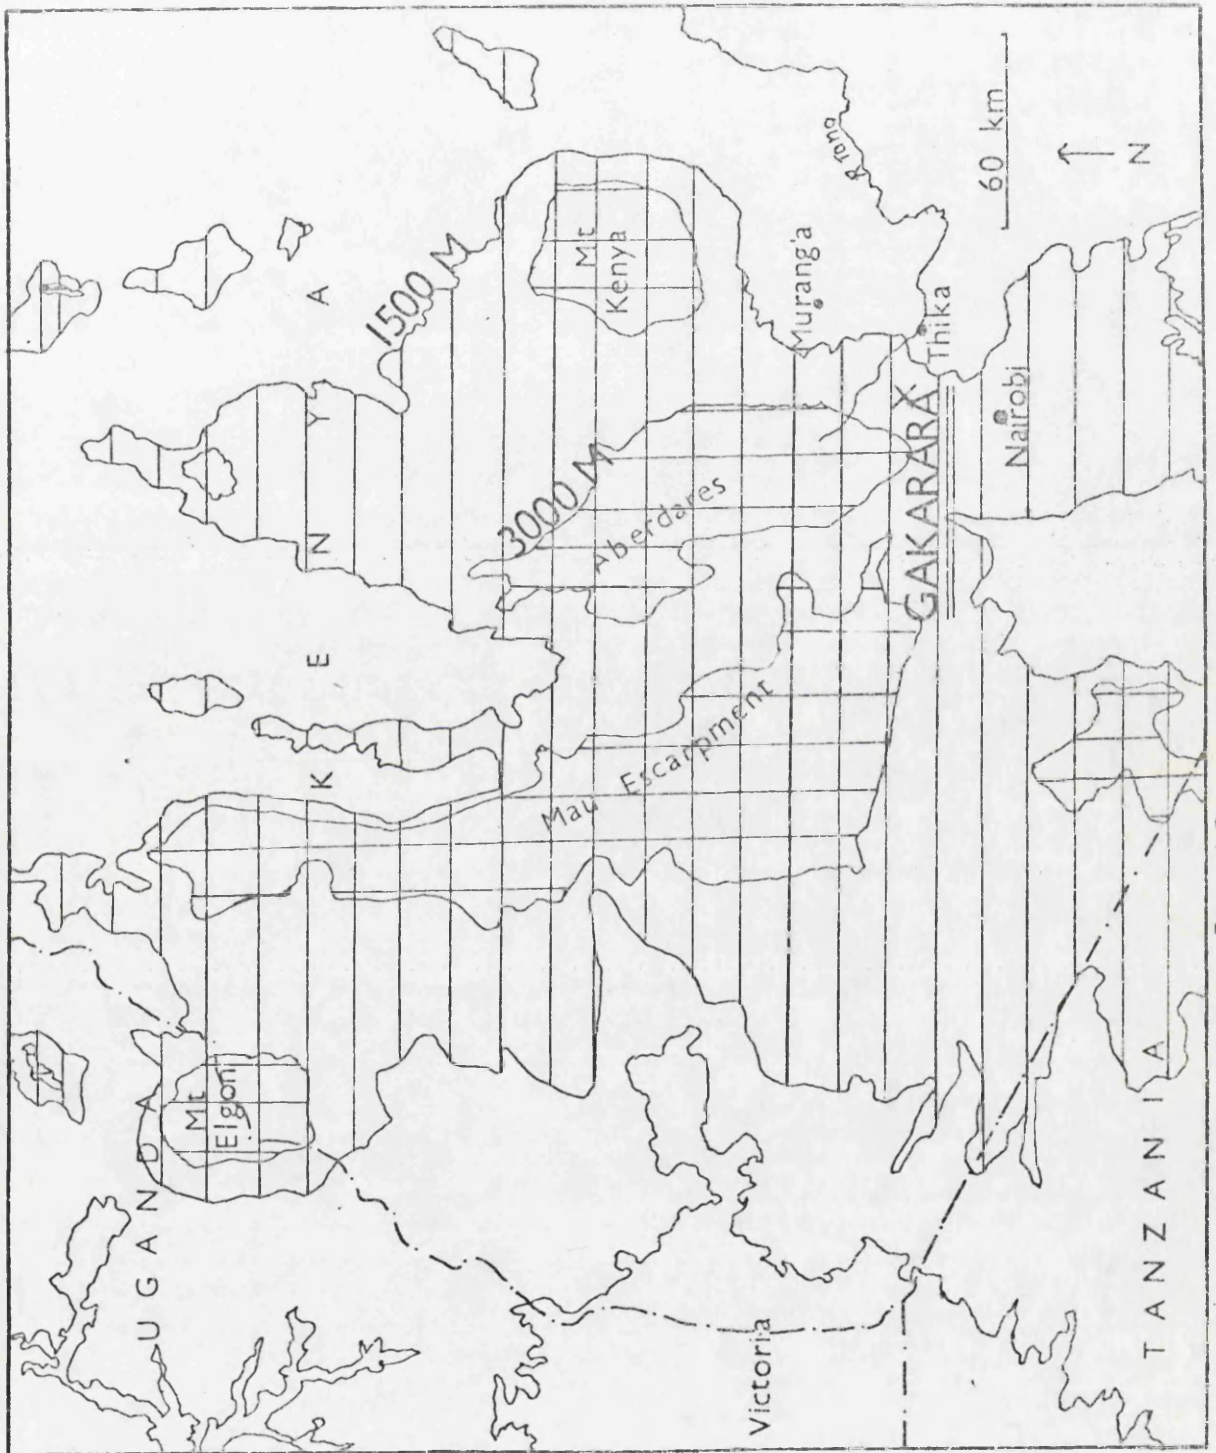 UGANDA
Mt
Elgon
KENYA
1500 M
3000 M
Mt
Kenya
Aberdares
Mau Escarpment
Murang'a
R Tana
Thika
GAKARARA X
Nairobi
60 km
N
Victoria
TANZANIA